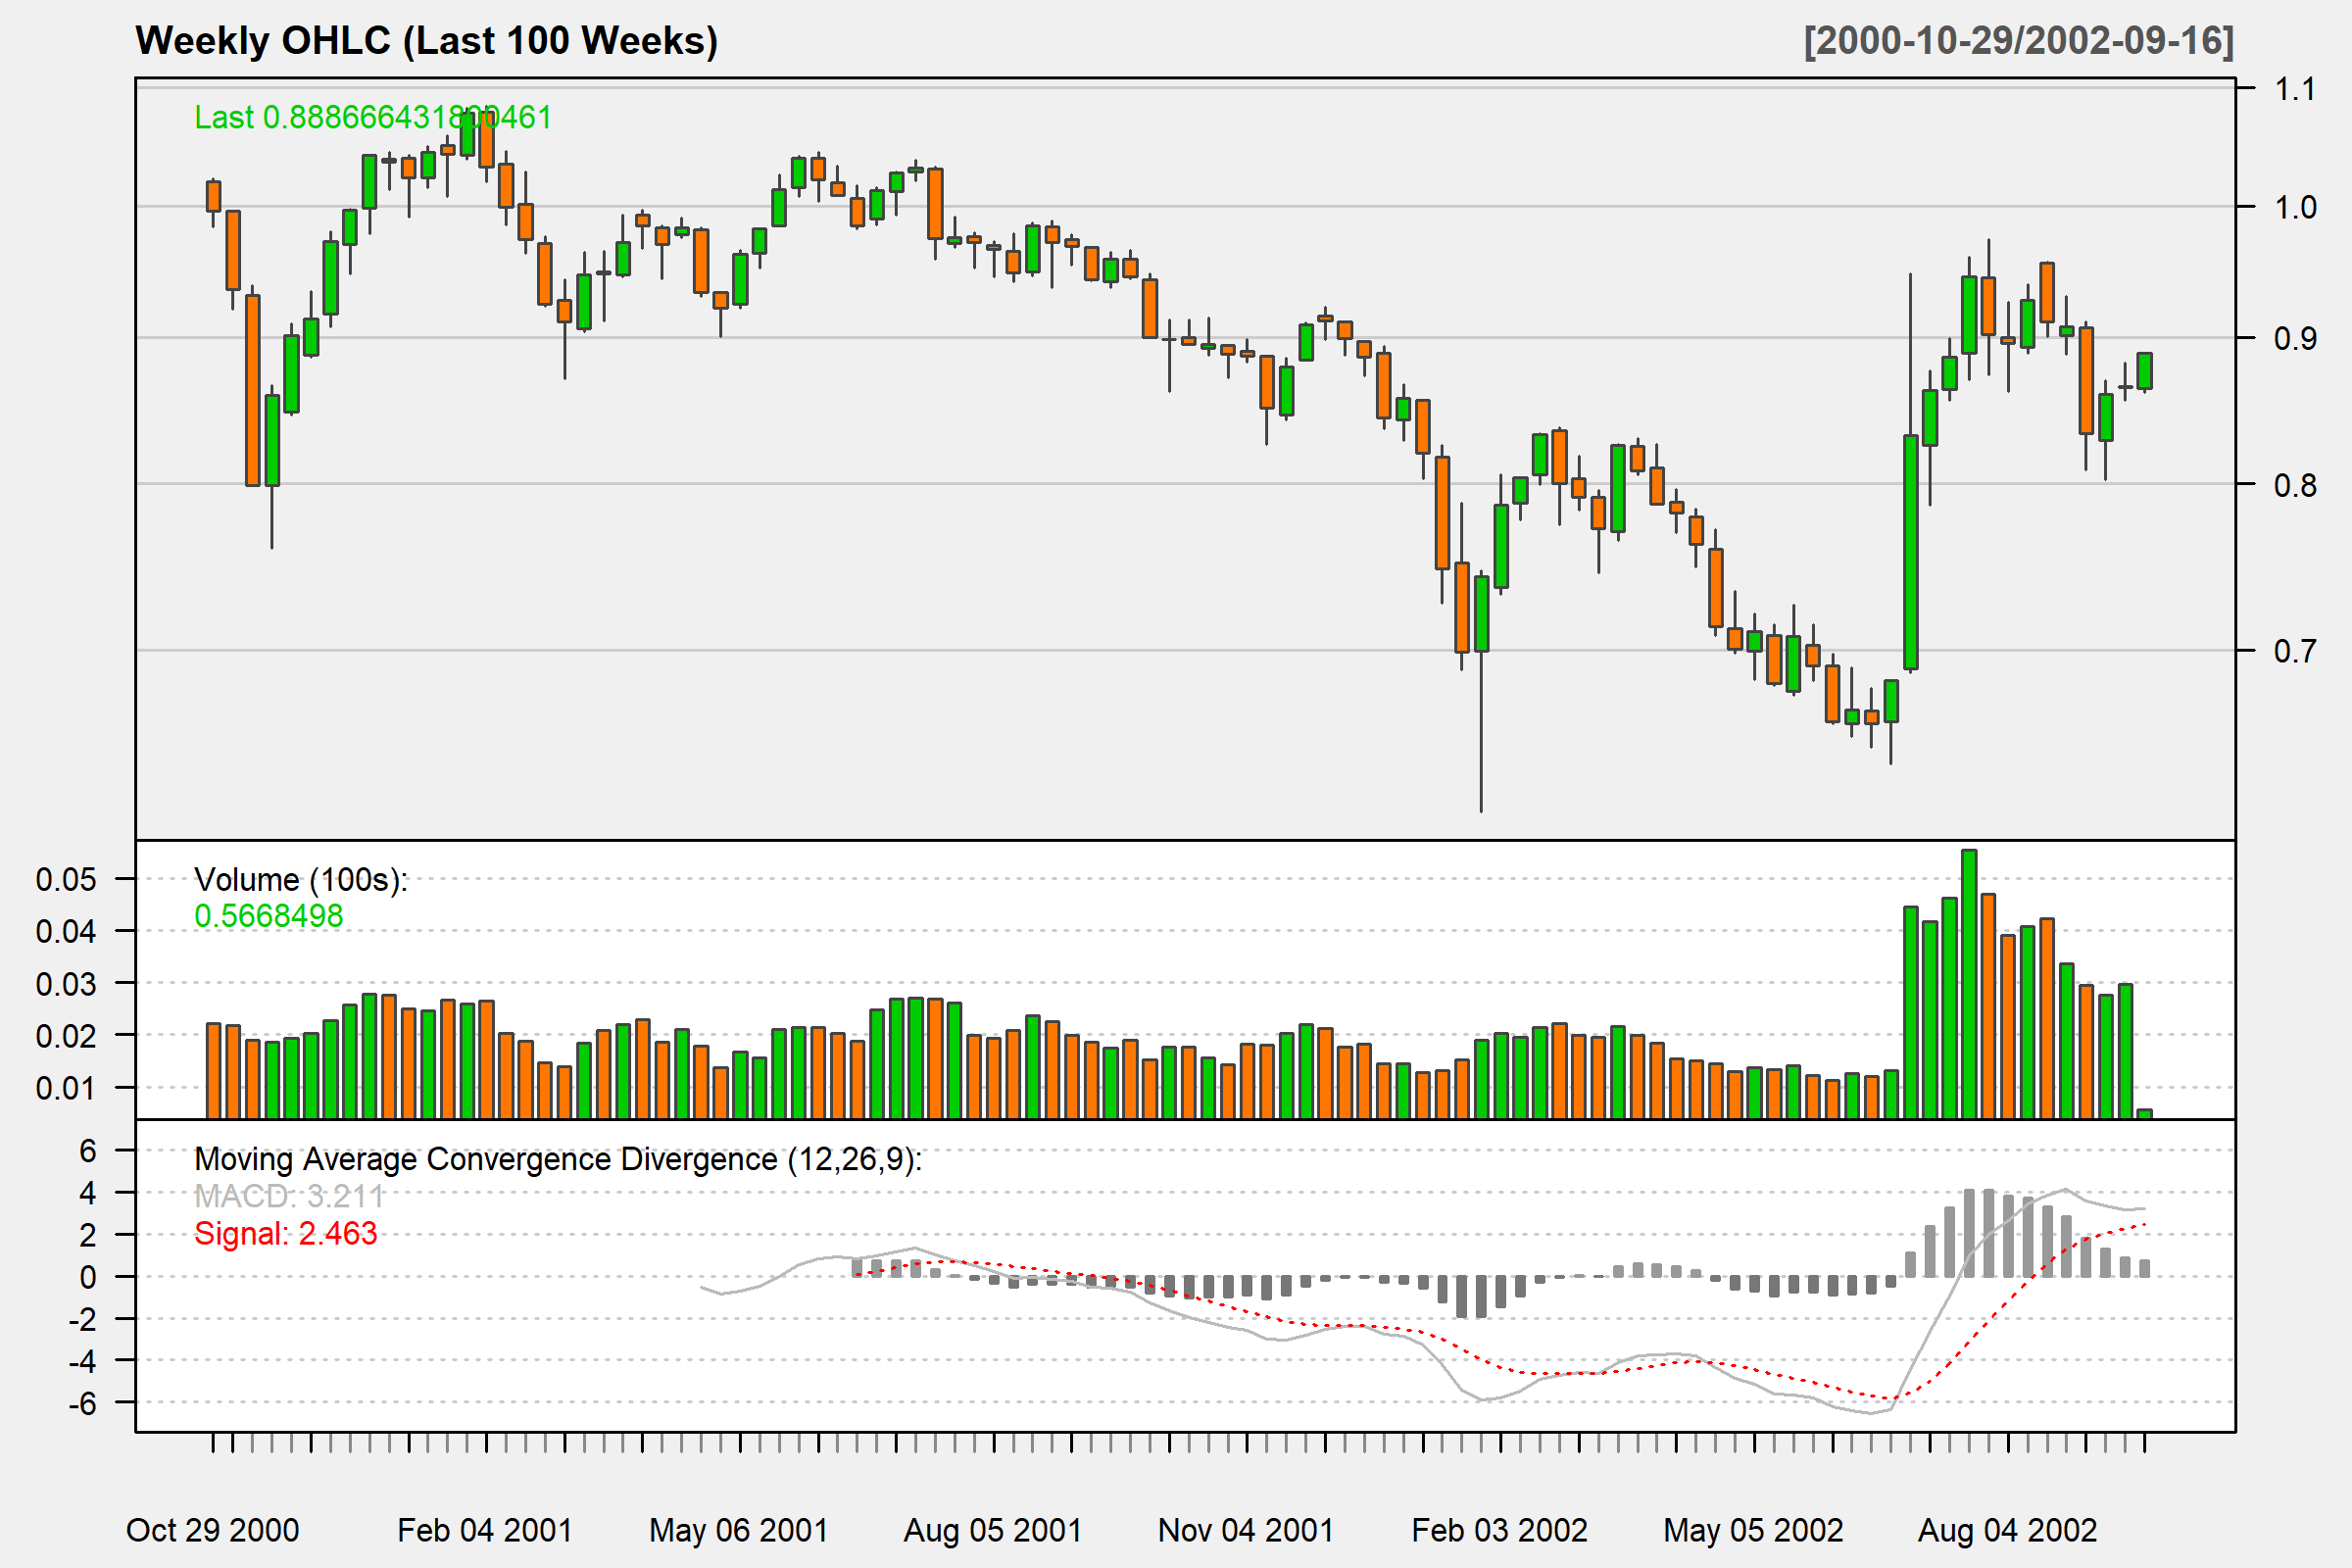 Weekly OHLC (Last 100 Weeks)
[2000-10-29/2002-09-16]
Last 0.888666431800461
1.1
1.0
0.9
0.8
0.7
Volume (100s):
0.5668498
0.05
0.04
0.03
0.02
0.01
Moving Average Convergence Divergence (12,26,9):
MACD: 3.211
Signal: 2.463
6
4
2
0
-2
-4
-6
Oct 29 2000
Feb 04 2001
May 06 2001
Aug 05 2001
Nov 04 2001
Feb 03 2002
May 05 2002
Aug 04 2002